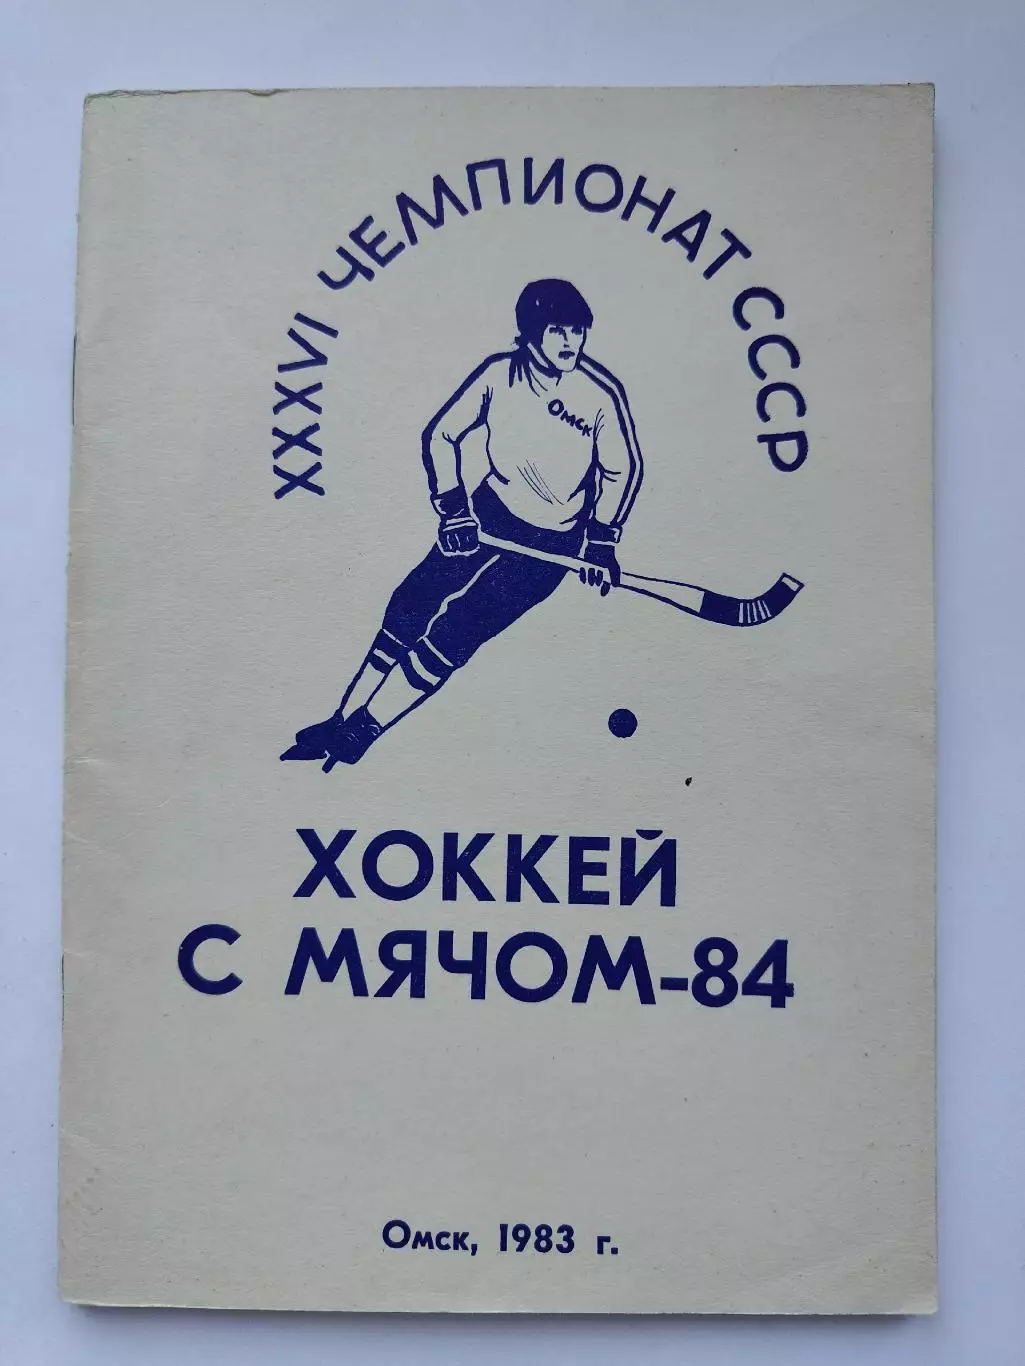 XXXVI ЧЕМПИОНАТ СССР
Омск
ХОККЕЙ
С МЯЧОМ-84
Омск, 1983 г.